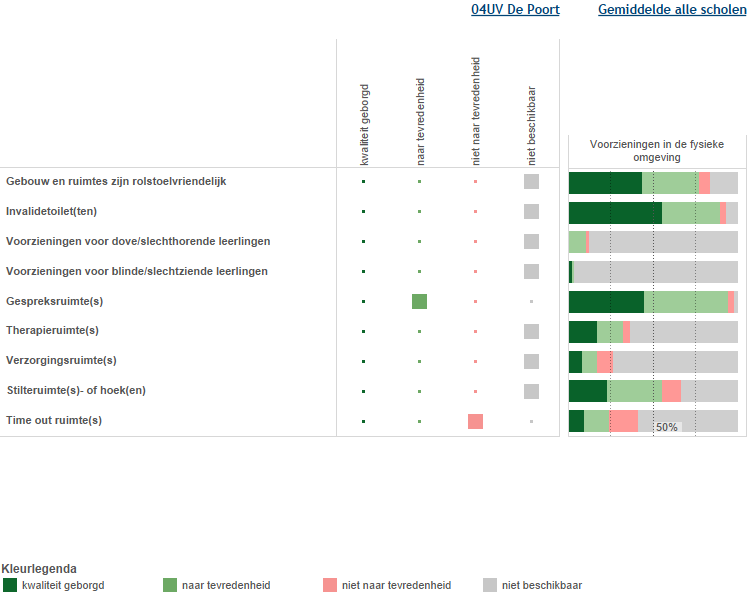 04UV De Poort Gemiddelde alle scholen
kwaliteit geborgd
naar tevredenheid
niet naar tevredenheid
niet beschikbaar
Voorzieningen in de fysieke
omgeving
Gebouw en ruimtes zijn rolstoelvriendelijk
Invalidetoilet(ten)
Voorzieningen voor dove/slechthorende leerlingen
Voorzieningen voor blinde/slechtziende leerlingen
Gespreksruimte(s)
Therapieruimte(s)
Verzorgingsruimte(s)
Stilteruimte(s)- of hoek(en)
Time out ruimte(s)
50%
Kleurlegenda
kwaliteit geborgd naar tevredenheid niet naar tevredenheid niet beschikbaar